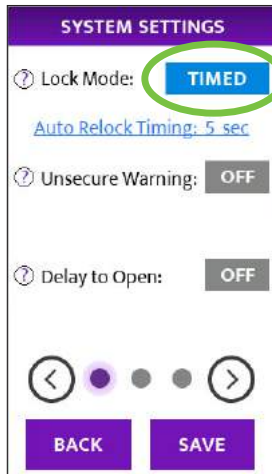 SYSTEM SETTINGS
? Lock Mode: TIMED
Auto Relock Timing: 5 sec
? Unsecure Warning: OFF
? Delay to Open: OFF
BACK SAVE